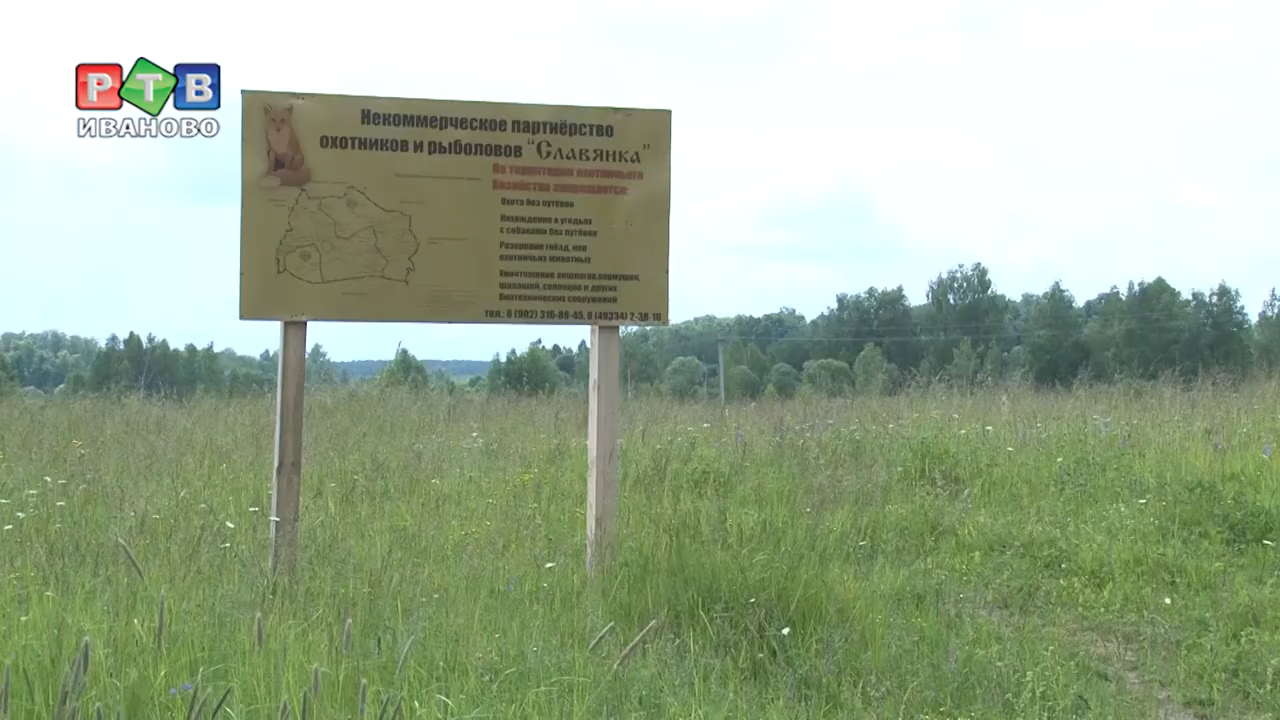 РТВ
ИВАНОВО
Некоммерческое партнёрство
охотников и рыболовов "Славянка"
На территории охотничьего
хозяйства запрещается:
Охота без путёвок
Нахождение в угодьях
с собаками без путёвки
Разорение гнёзд, нор
охотничьих животных
Уничтожение аншлагов, кормушек,
шалашей, солонцов и других
биотехнических сооружений
тел.: 8 (902) 316-88-45, 8 (49334) 2-38-10